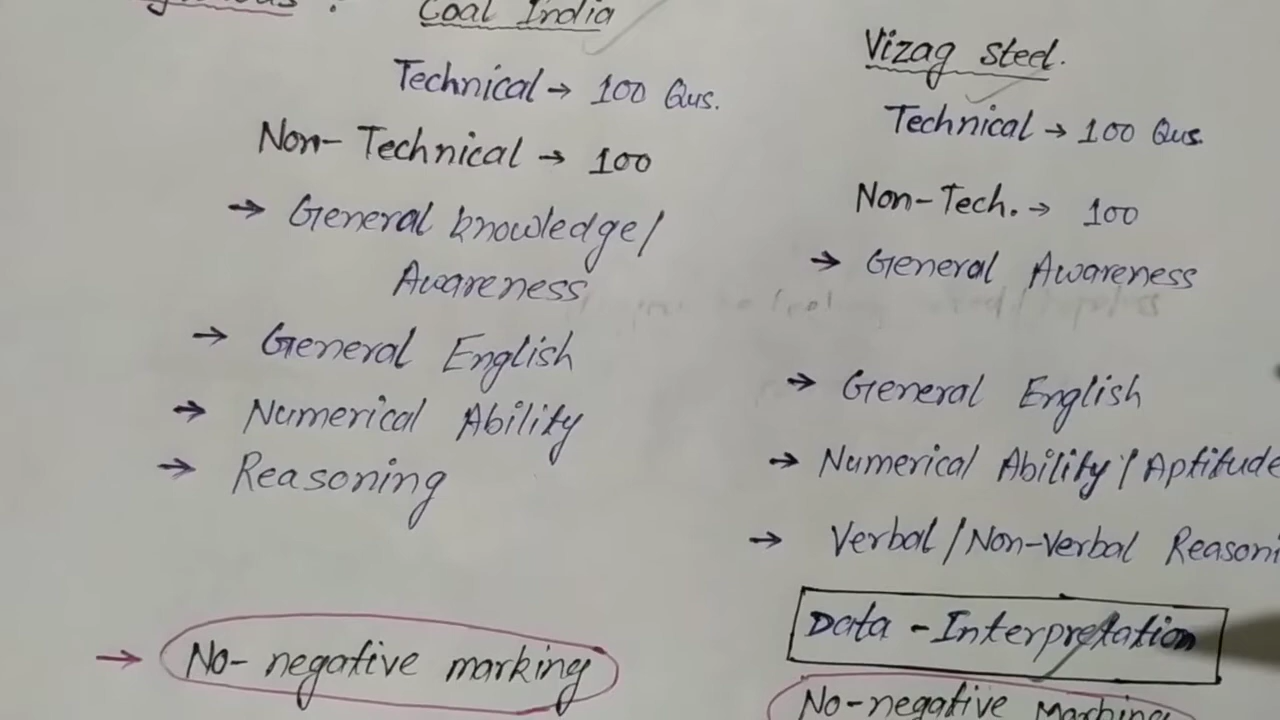 Coal India
Technical → 100 Qus.
Non-Technical → 100
→ General knowledge/
Awareness
→ General English
→ Numerical Ability
→ Reasoning
→ No-negative marking
Vizag steel.
Technical → 100 Qus.
Non-Tech. → 100
→ General Awareness
→ General English
→ Numerical Ability/Aptitude
→ Verbal/Non-Verbal Reasoni
Data-Interpretation
No-negative Marking